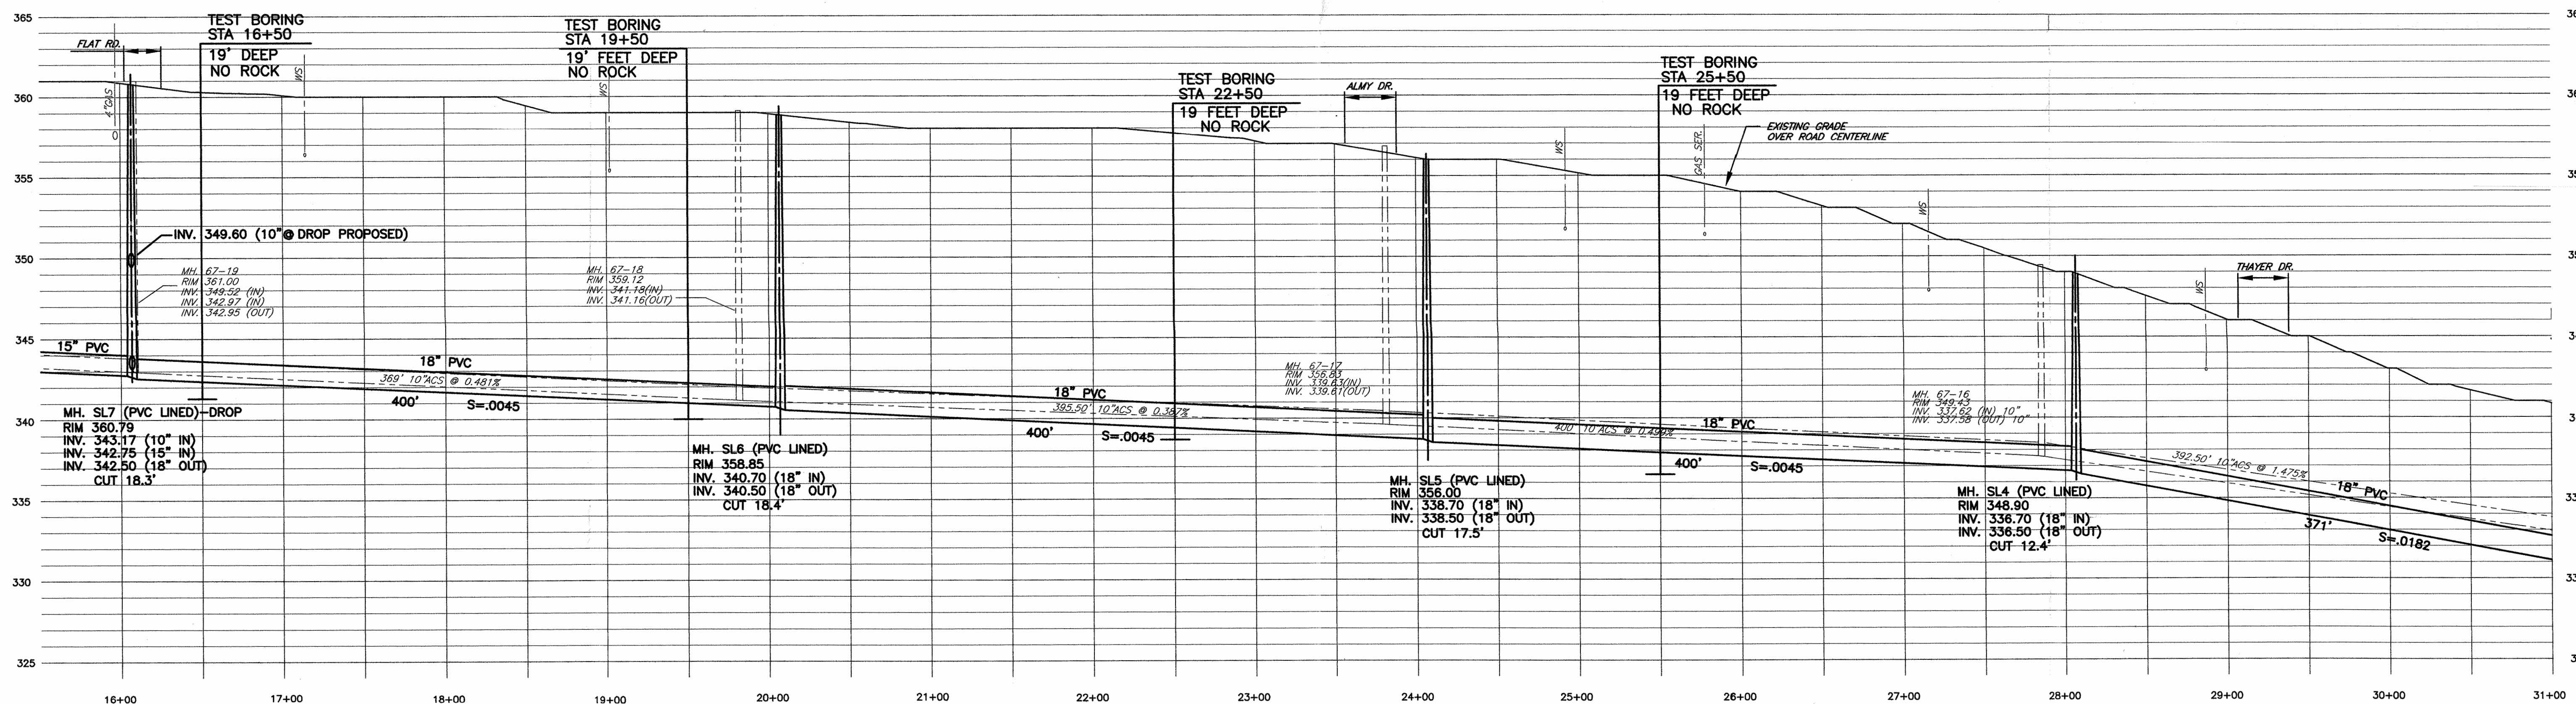 365
360
355
350
345
340
335
330
325
FLAT RD.
4"GAS
TEST BORING
STA 16+50
19' DEEP
NO ROCK
WS
TEST BORING
STA 19+50
19' FEET DEEP
NO ROCK
WS
TEST BORING
STA 22+50
19 FEET DEEP
NO ROCK
ALMY DR.
WS
TEST BORING
STA 25+50
19 FEET DEEP
NO ROCK
GAS SER.
EXISTING GRADE
OVER ROAD CENTERLINE
WS
WS
THAYER DR.
INV. 349.60 (10"@ DROP PROPOSED)
MH. 67-19
RIM 361.00
INV. 349.52 (IN)
INV. 342.97 (IN)
INV. 342.95 (OUT)
MH. 67-18
RIM 359.12
INV. 341.18(IN)
INV. 341.16(OUT)
MH. 67-17
RIM 356.83
INV. 339.63(IN)
INV. 339.61(OUT)
MH. 67-16
RIM 349.43
INV. 337.62 (IN) 10"
INV. 337.58 (OUT) 10"
15" PVC
18" PVC
369' 10"ACS @ 0.481%
400'
S=.0045
18" PVC
395.50' 10"ACS @ 0.387%
400'
S=.0045
18" PVC
400' 10"ACS @ 0.499%
400'
S=.0045
392.50' 10"ACS @ 1.475%
18" PVC
371'
S=.0182
MH. SL7 (PVC LINED)-DROP
RIM 360.79
INV. 343.17 (10" IN)
INV. 342.75 (15" IN)
INV. 342.50 (18" OUT)
CUT 18.3'
MH. SL6 (PVC LINED)
RIM 358.85
INV. 340.70 (18" IN)
INV. 340.50 (18" OUT)
CUT 18.4'
MH. SL5 (PVC LINED)
RIM 356.00
INV. 338.70 (18" IN)
INV. 338.50 (18" OUT)
CUT 17.5'
MH. SL4 (PVC LINED)
RIM 348.90
INV. 336.70 (18" IN)
INV. 336.50 (18" OUT)
CUT 12.4'
16+00 17+00 18+00 19+00 20+00 21+00 22+00 23+00 24+00 25+00 26+00 27+00 28+00 29+00 30+00 31+00